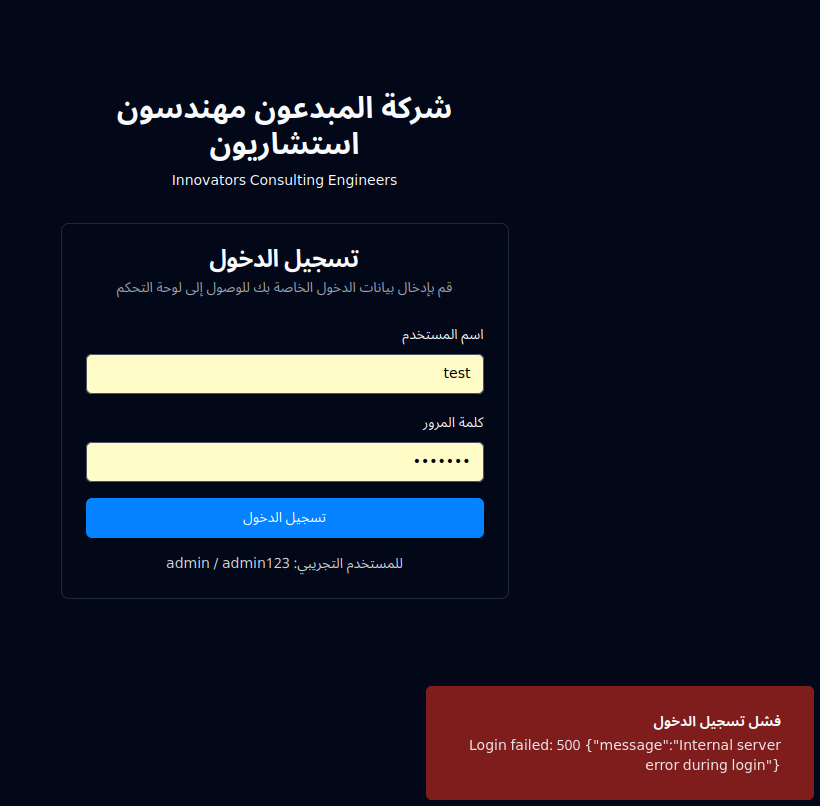 شركة المبدعون مهندسون
استشاريون
Innovators Consulting Engineers
تسجيل الدخول
قم بإدخال بيانات الدخول الخاصة بك للوصول إلى لوحة التحكم
اسم المستخدم
test
كلمة المرور
•••••••
تسجيل الدخول
للمستخدم التجريبي: admin / admin123
فشل تسجيل الدخول
Login failed: 500 {"message":"Internal server
error during login"}